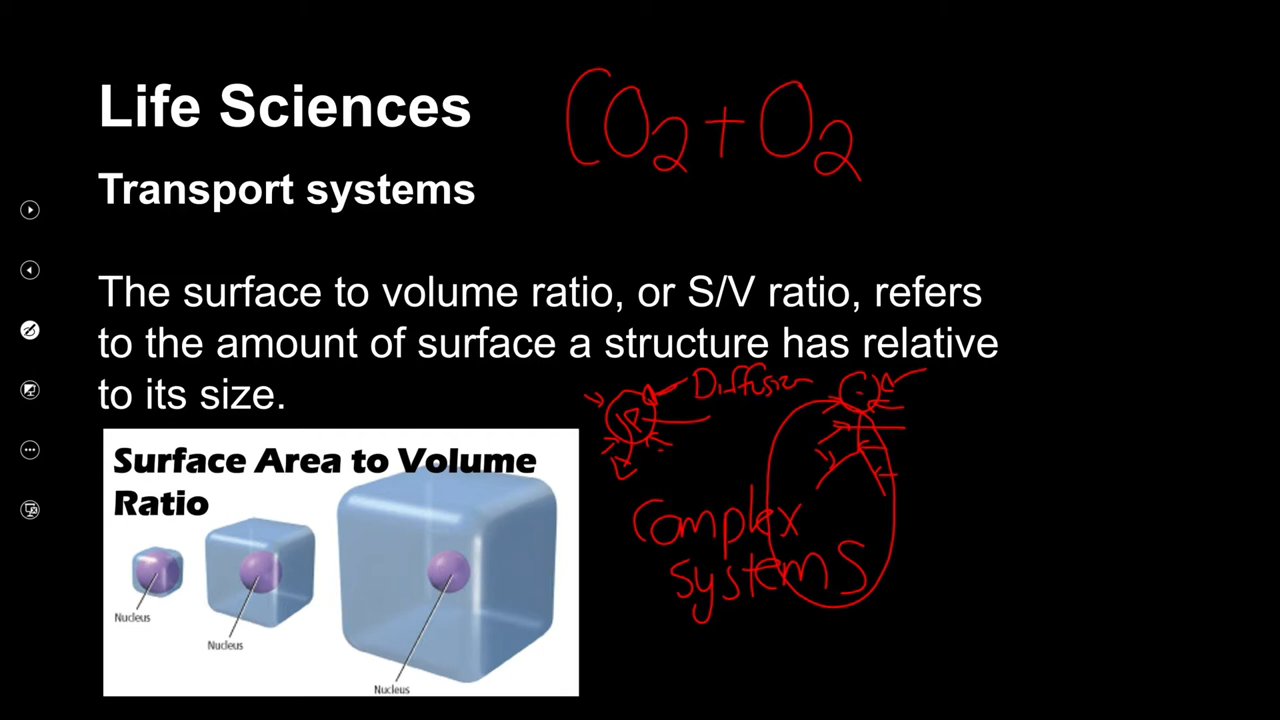 Life Sciences
CO2 + O2
Transport systems
The surface to volume ratio, or S/V ratio, refers
to the amount of surface a structure has relative
to its size.
Diffusion
Surface Area to Volume
Ratio
Complex
systems
Nucleus
Nucleus
Nucleus